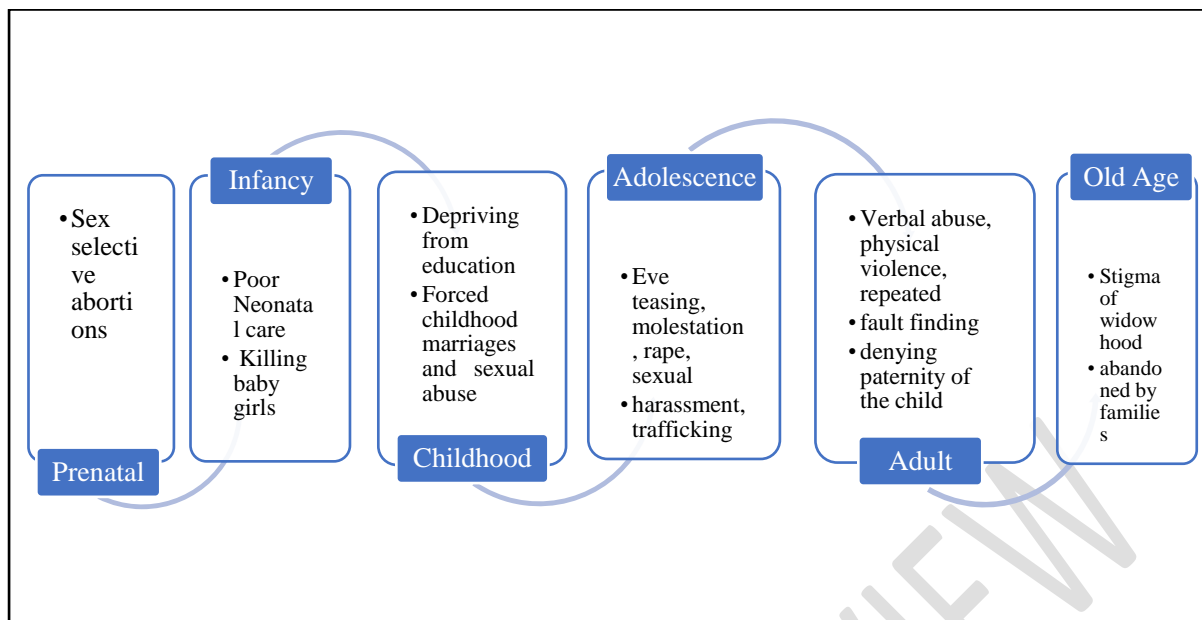 • Sex
selecti
ve
aborti
ons
Prenatal
Infancy
• Poor
Neonata
l care
• Killing
baby
girls
• Depriving
from
education
• Forced
childhood
marriages
and sexual
abuse
Childhood
Adolescence
• Eve
teasing,
molestation
, rape,
sexual
• harassment,
trafficking
• Verbal abuse,
physical
violence,
repeated
• fault finding
• denying
paternity of
the child
Adult
Old Age
• Stigma
of
widow
hood
• abando
ned by
familie
s